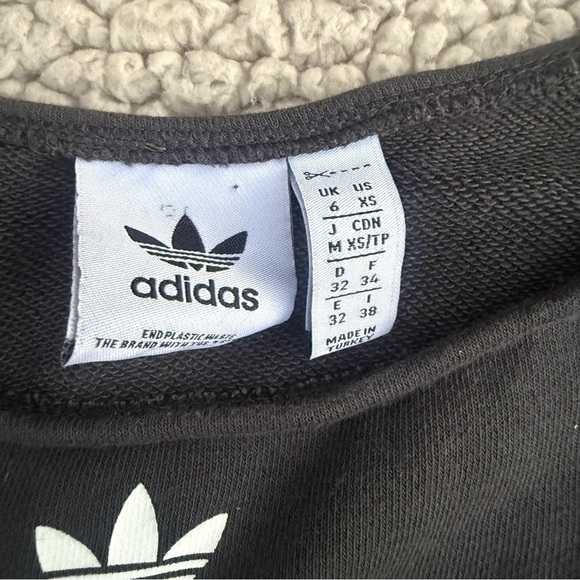 adidas
END PLASTIC WASTE
THE BRAND WITH THE
UK US
6 XS
J CDN
M XS/TP
D F
32 34
E I
32 38
MADE IN
TURKEY